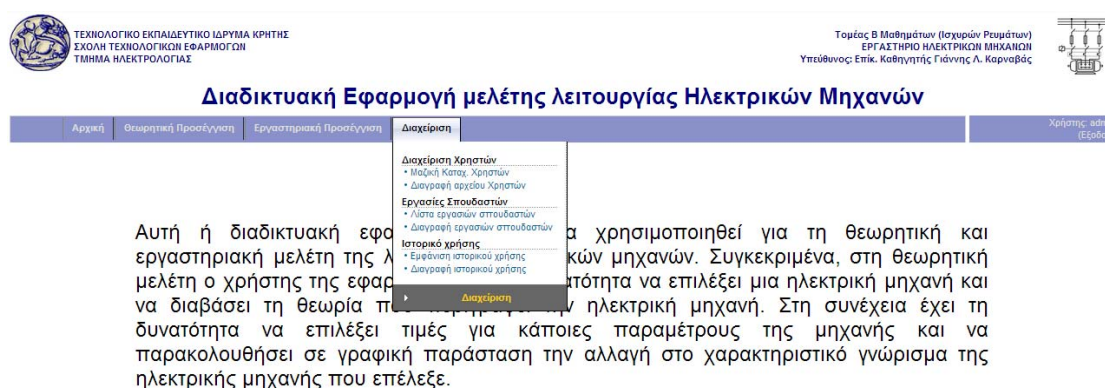 ΤΕΧΝΟΛΟΓΙΚΟ ΕΚΠΑΙΔΕΥΤΙΚΟ ΙΔΡΥΜΑ ΚΡΗΤΗΣ
ΣΧΟΛΗ ΤΕΧΝΟΛΟΓΙΚΩΝ ΕΦΑΡΜΟΓΩΝ
ΤΜΗΜΑ ΗΛΕΚΤΡΟΛΟΓΙΑΣ
Τομέας Β Μαθημάτων (Ισχυρών Ρευμάτων)
ΕΡΓΑΣΤΗΡΙΟ ΗΛΕΚΤΡΙΚΩΝ ΜΗΧΑΝΩΝ
Υπεύθυνος: Επίκ. Καθηγητής Γιάννης Λ. Καρναβάς
Διαδικτυακή Εφαρμογή μελέτης λειτουργίας Ηλεκτρικών Μηχανών
Αρχική Θεωρητική Προσέγγιση Εργαστηριακή Προσέγγιση Διαχείριση
Χρήστης: adm
(Εξοδο
Διαχείριση Χρηστών
• Μαζική Καταχ. Χρηστών
• Διαγραφή αρχείου Χρηστών
Εργασίες Σπουδαστών
• Λίστα εργασιών σπουδαστών
• Διαγραφή εργασιών σπουδαστών
Ιστορικό χρήσης
• Εμφάνιση ιστορικού χρήσης
• Διαγραφή ιστορικού χρήσης
Διαχείριση
Αυτή ή διαδικτυακή εφα α χρησιμοποιηθεί για τη θεωρητική και
εργαστηριακή μελέτη της λ κών μηχανών. Συγκεκριμένα, στη θεωρητική
μελέτη ο χρήστης της εφαρ ατότητα να επιλέξει μια ηλεκτρική μηχανή και
να διαβάσει τη θεωρία ηλεκτρική μηχανή. Στη συνέχεια έχει τη
δυνατότητα να επιλέξει τιμές για κάποιες παραμέτρους της μηχανής και να
παρακολουθήσει σε γραφική παράσταση την αλλαγή στο χαρακτηριστικό γνώρισμα της
ηλεκτρικής μηχανής που επέλεξε.